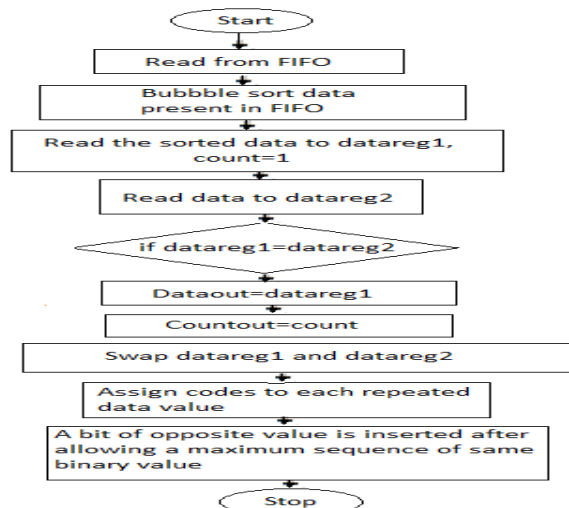 Start
Read from FIFO
Bubbble sort data
present in FIFO
Read the sorted data to datareg1,
count=1
Read data to datareg2
if datareg1=datareg2
Dataout=datareg1
Countout=count
Swap datareg1 and datareg2
Assign codes to each repeated
data value
A bit of opposite value is inserted after
allowing a maximum sequence of same
binary value
Stop